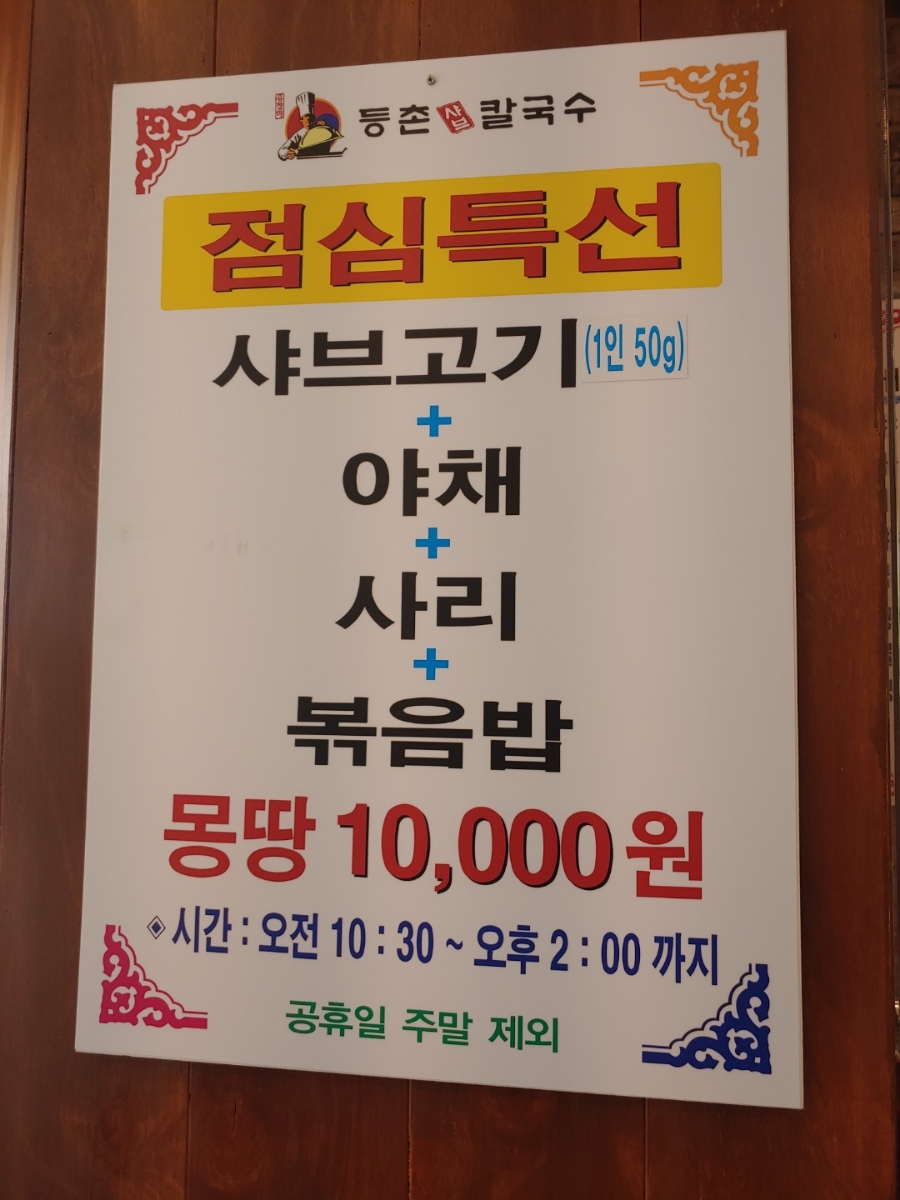 등촌 샤브 칼국수
점심특선
샤브고기(1인 50g)
+
야채
+
사리
+
볶음밥
몽땅 10,000원
시간 : 오전 10 : 30 ~ 오후 2 : 00 까지
공휴일 주말 제외